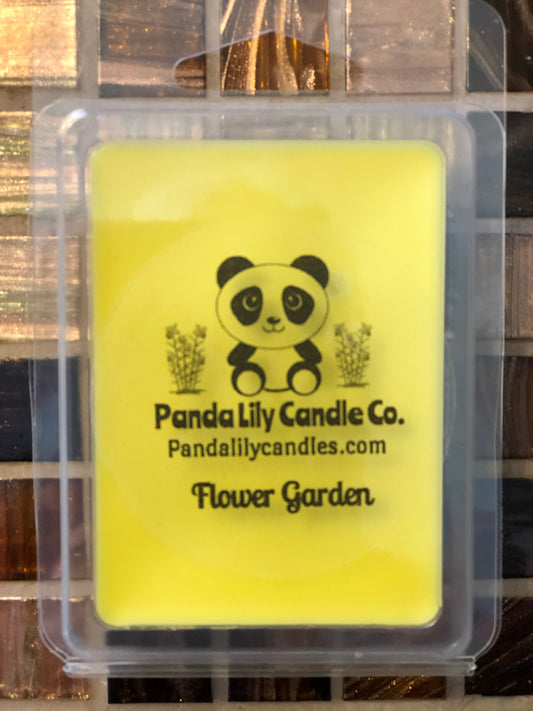 Panda Lily Candle Co.
Pandalilycandles.com
Flower Garden